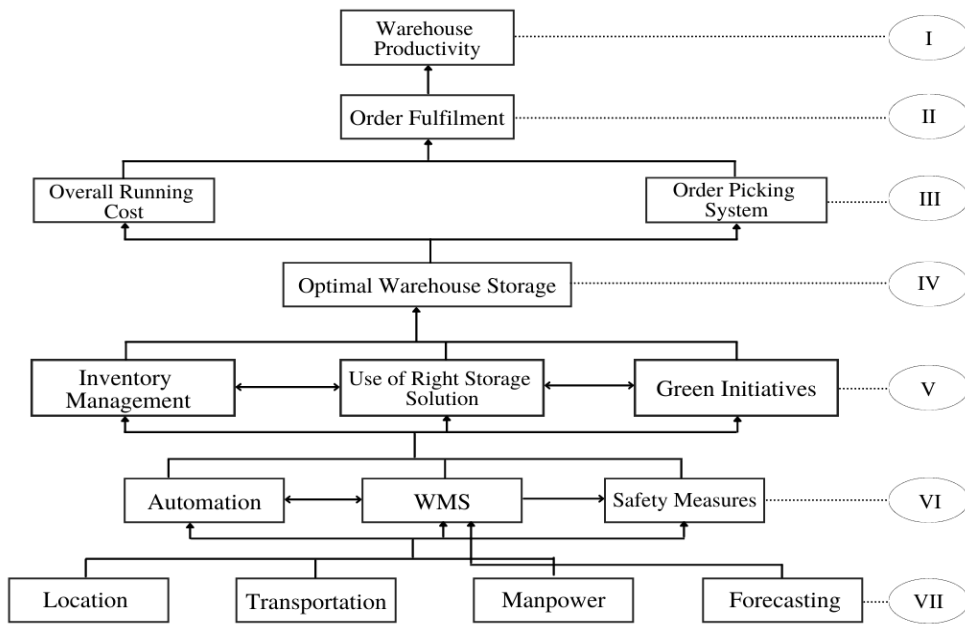 Warehouse
Productivity
I
Order Fulfilment
II
Overall Running
Cost
Order Picking
System
III
Optimal Warehouse Storage
IV
Inventory
Management
Use of Right Storage
Solution
Green Initiatives
V
Automation
WMS
Safety Measures
VI
Location
Transportation
Manpower
Forecasting
VII